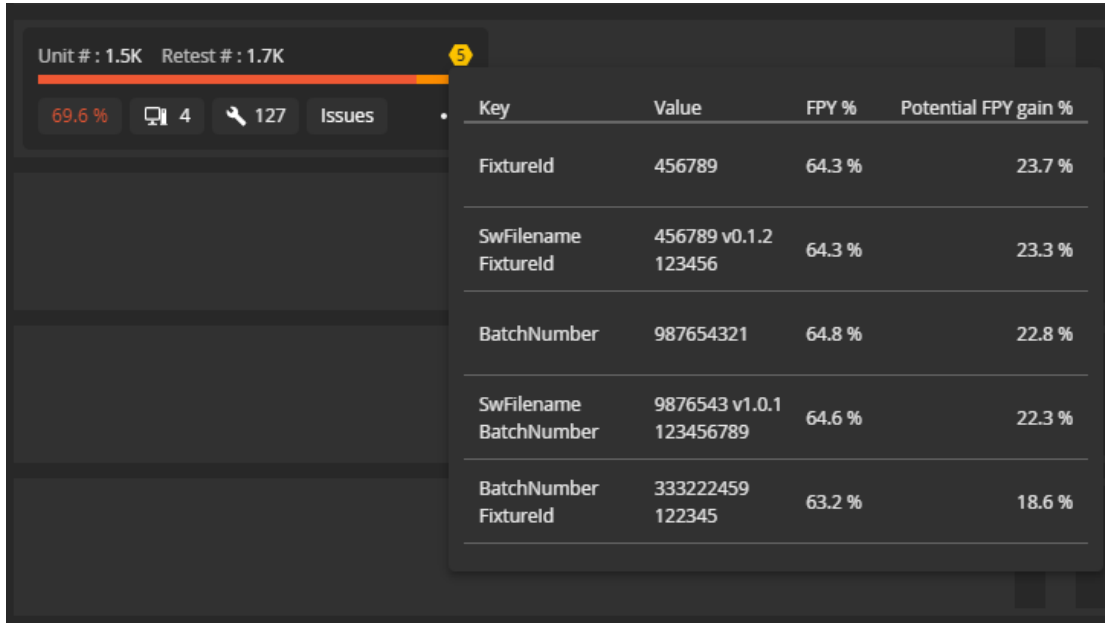 Unit # : 1.5K Retest # : 1.7K 5
69.6 % 4 127 Issues
Key Value FPY % Potential FPY gain %
FixtureId 456789 64.3 % 23.7 %
SwFilename 456789 v0.1.2
FixtureId 123456 64.3 % 23.3 %
BatchNumber 987654321 64.8 % 22.8 %
SwFilename 9876543 v1.0.1
BatchNumber 123456789 64.6 % 22.3 %
BatchNumber 333222459
FixtureId 122345 63.2 % 18.6 %